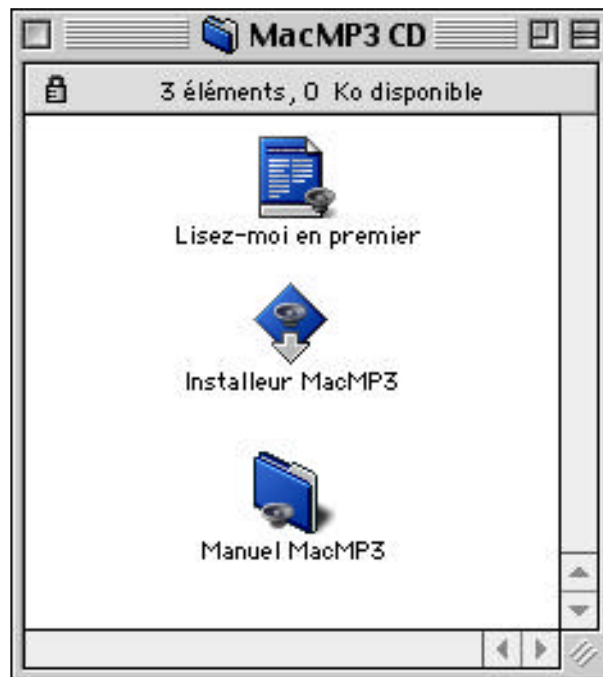 MacMP3 CD
3 éléments, 0 Ko disponible
Lisez-moi en premier
Installeur MacMP3
Manuel MacMP3